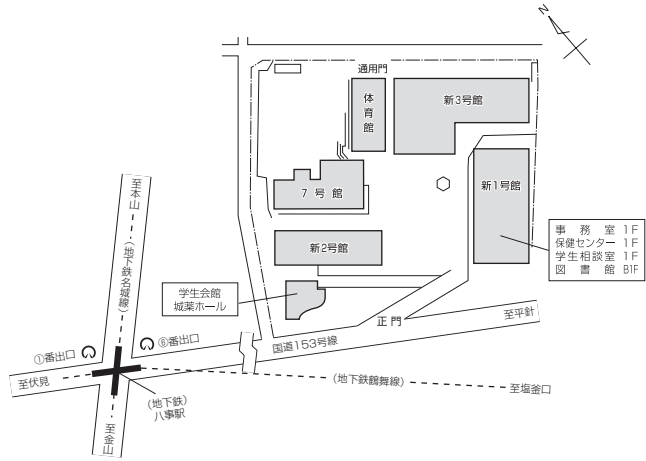 N
通用門
体育館
新3号館
7号館
新1号館
事務室 1F
保健センター 1F
学生相談室 1F
図書館 B1F
新2号館
学生会館
城薬ホール
正門
至平針
国道153号線
至本山
(地下鉄名城線)
①番出口
⑥番出口
至伏見
(地下鉄)
八事駅
至金山
(地下鉄鶴舞線)
至塩釜口